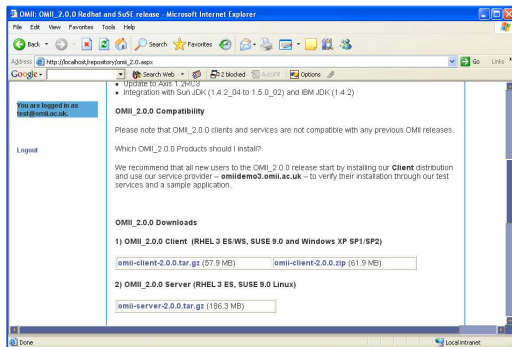 OMII: OMII_2.0.0 Redhat and SuSE release - Microsoft Internet Explorer
File Edit View Favorites Tools Help
Back Search Favorites
Address http://localhost/repository/omii_2.0.aspx Go Links
Google Search Web 2 blocked AutoFill Options
• Update to Axis 1.2RC3
• Integration with Sun JDK (1.4.2_04 to 1.5.0_02) and IBM JDK (1.4.2)
You are logged in as
test@omii.ac.uk.
Logout
OMII_2.0.0 Compatibility
Please note that OMII_2.0.0 clients and services are not compatible with any previous OMII releases.
Which OMII_2.0.0 Products should I install?
We recommend that all new users to the OMII_2.0.0 release start by installing our Client distribution
and use our service provider – omiidemo3.omii.ac.uk – to verify their installation through our test
services and a sample application.
OMII_2.0.0 Downloads
1) OMII_2.0.0 Client (RHEL 3 ES/WS, SUSE 9.0 and Windows XP SP1/SP2)
omii-client-2.0.0.tar.gz (57.9 MB) omii-client-2.0.0.zip (61.9 MB)
2) OMII_2.0.0 Server (RHEL 3 ES, SUSE 9.0 Linux)
omii-server-2.0.0.tar.gz (186.3 MB)
Done Local intranet